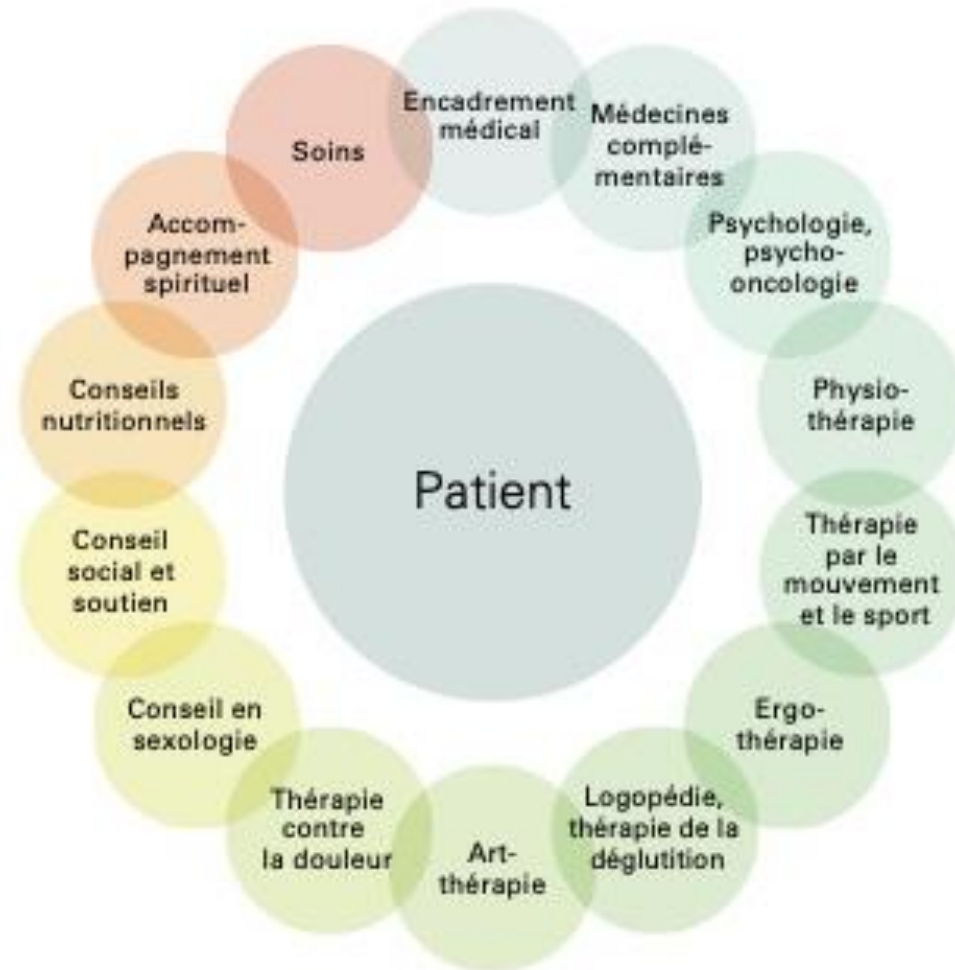 Encadrement
médical
Médecines
complé-
mentaires
Psychologie,
psycho-
oncologie
Physio-
thérapie
Thérapie
par le
mouvement
et le sport
Ergo-
thérapie
Logopédie,
thérapie de la
déglutition
Art-
thérapie
Thérapie
contre
la douleur
Conseil en
sexologie
Conseil
social et
soutien
Conseils
nutritionnels
Accom-
pagnement
spirituel
Soins
Patient